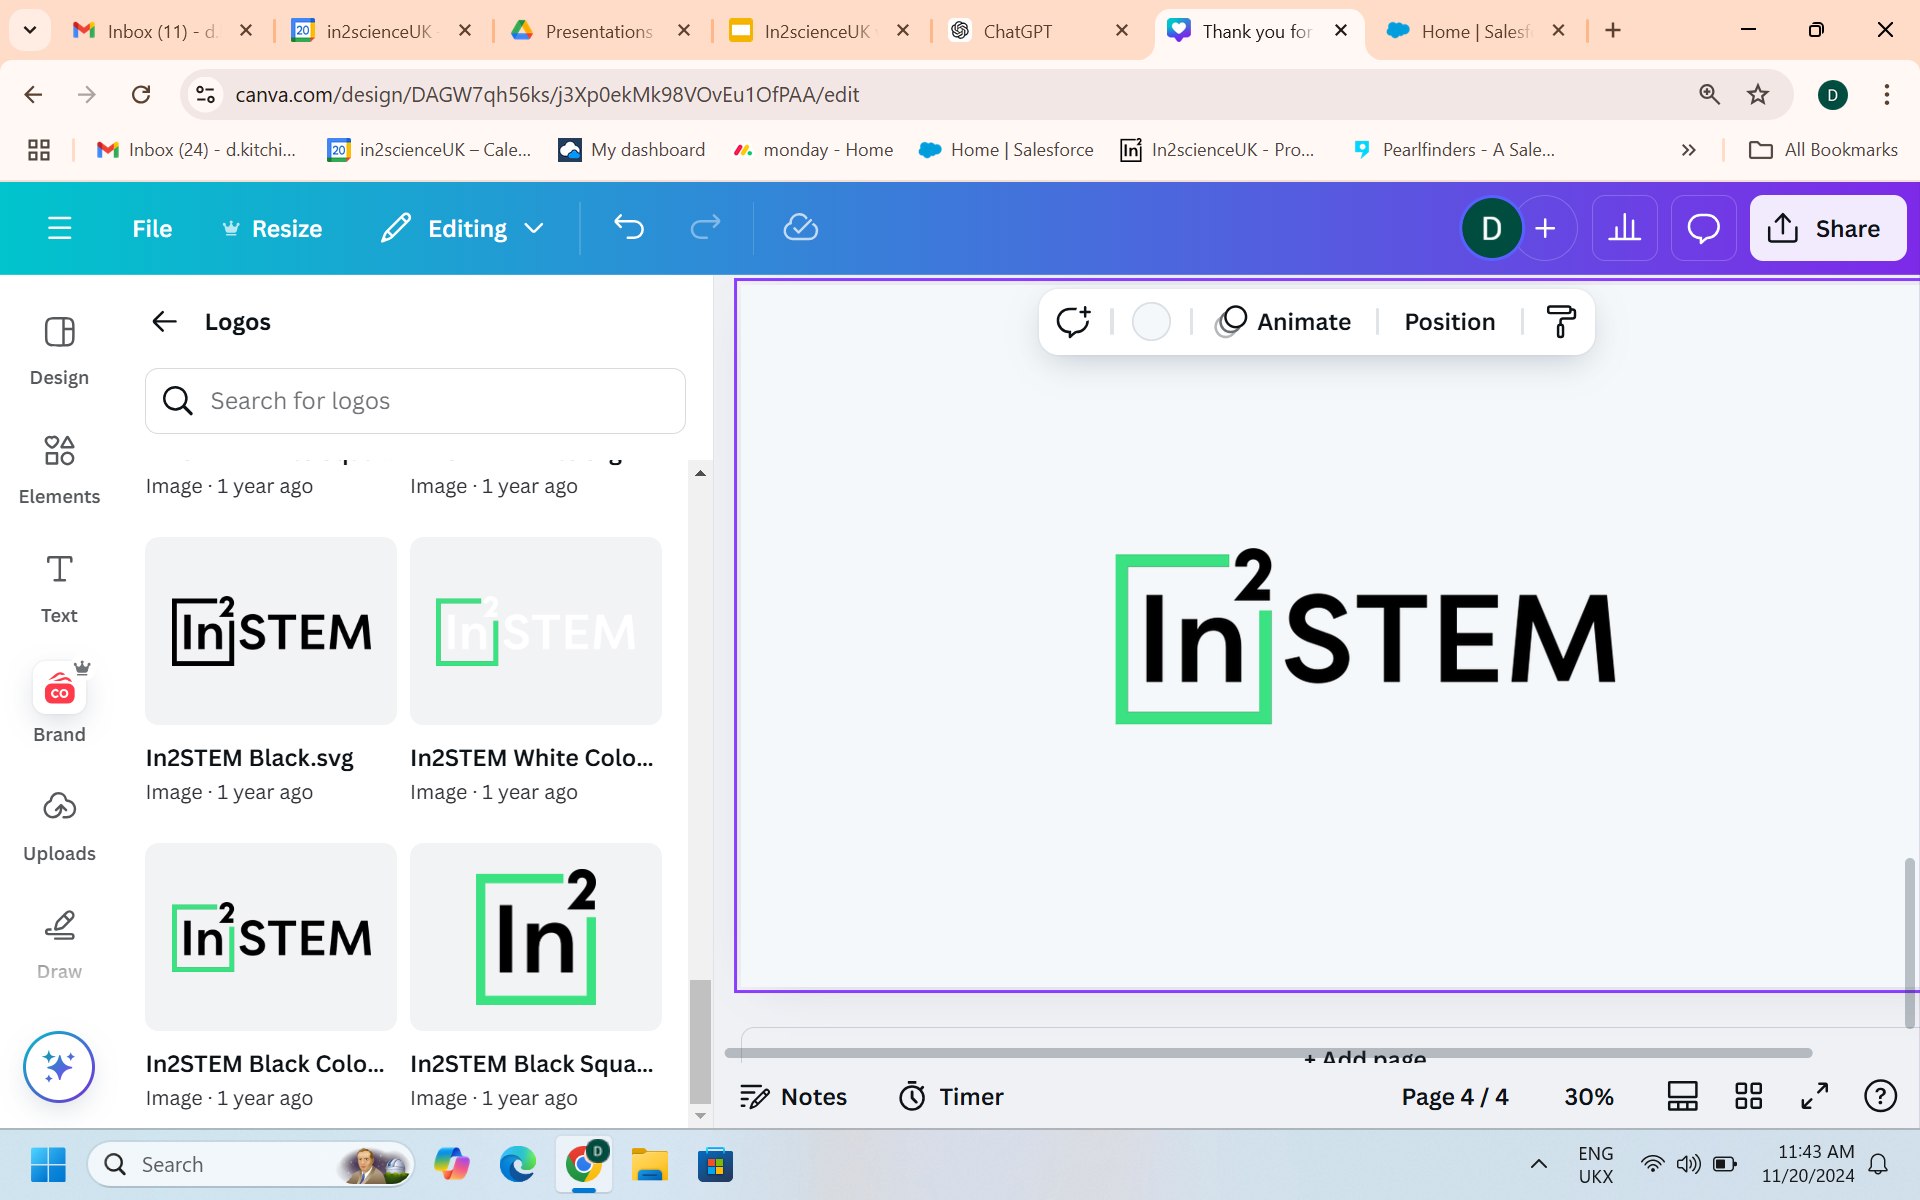 Inbox (11) - d.
in2scienceUK -
Presentations
In2scienceUK
ChatGPT
Thank you for
Home | Salesf
canva.com/design/DAGW7qh56ks/j3Xp0ekMk98VOvEu1OfPAA/edit
D
Inbox (24) - d.kitchi...
in2scienceUK – Cale...
My dashboard
monday - Home
Home | Salesforce
In2scienceUK - Pro...
Pearlfinders - A Sale...
All Bookmarks
File
Resize
Editing
D
Share
Logos
Search for logos
Animate
Position
Design
Elements
Text
Brand
Uploads
Draw
Image · 1 year ago
Image · 1 year ago
In2STEM
In2STEM
In2STEM Black.svg
In2STEM White Colo...
Image · 1 year ago
Image · 1 year ago
In2STEM
In2
In2STEM Black Colo...
In2STEM Black Squa...
Image · 1 year ago
Image · 1 year ago
In2STEM
+ Add page
Notes
Timer
Page 4 / 4
30%
Search
ENG
UKX
11:43 AM
11/20/2024